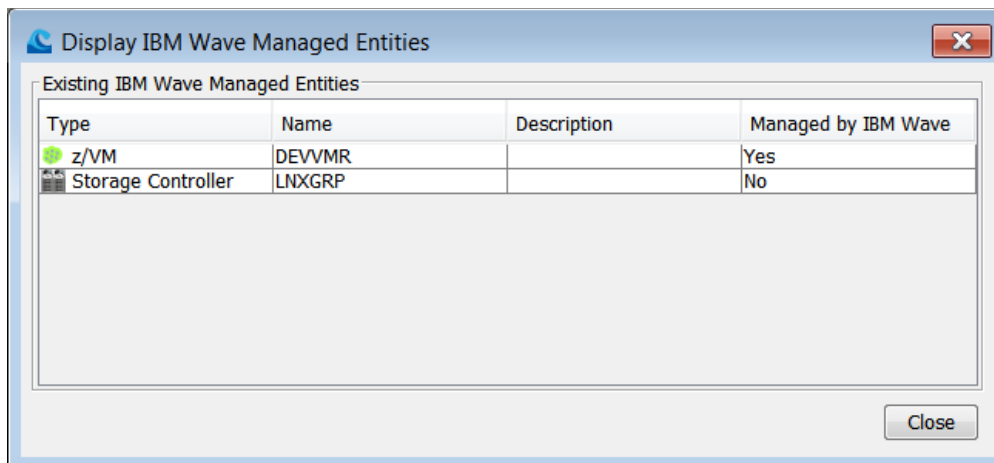 Display IBM Wave Managed Entities
Existing IBM Wave Managed Entities
Type Name Description Managed by IBM Wave
z/VM DEVVMR Yes
Storage Controller LNXGRP No
Close